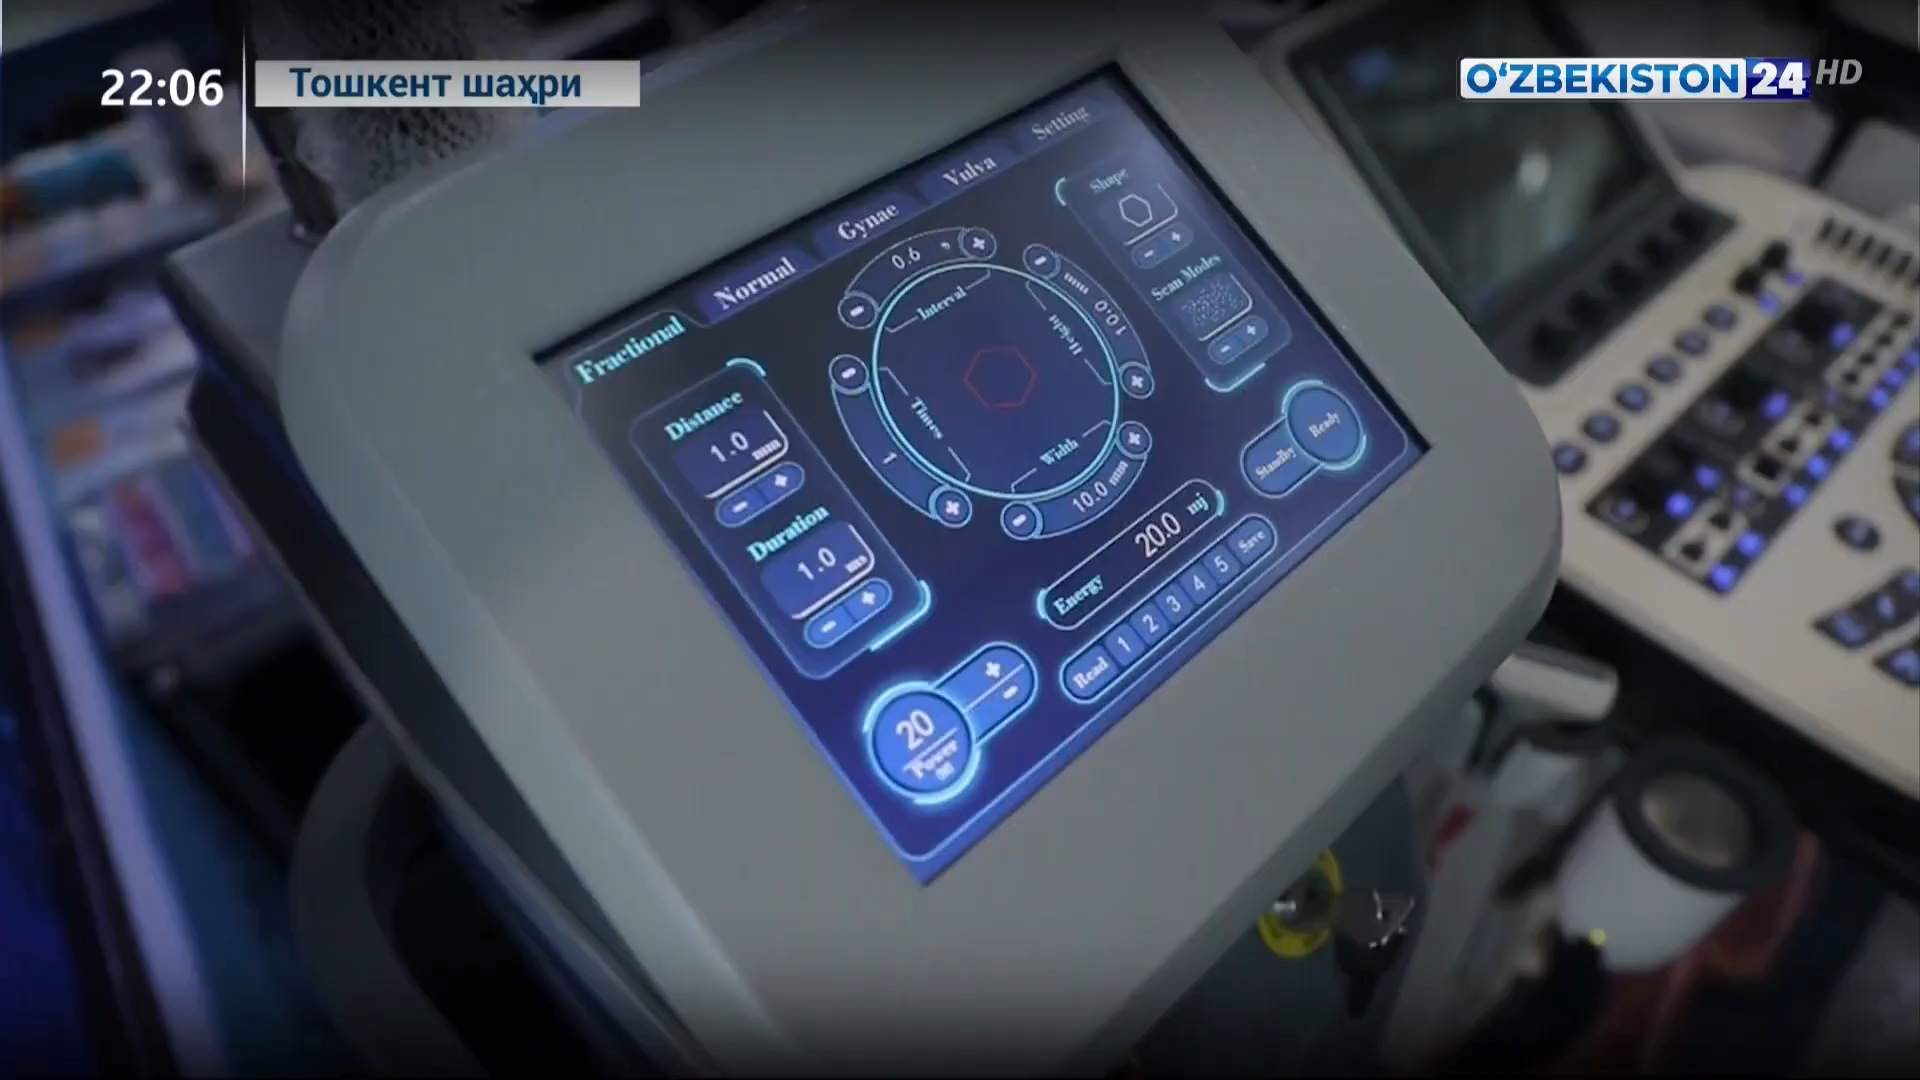 22:06
Тошкент шаҳри
O‘ZBEKISTON 24 HD
Fractional
Normal
Gynae
Vulva
Setting
Distance
1.0 mm
Duration
1.0 ms
0.6
Interval
Height
10.0 mm
Times
1
Width
10.0 mm
Shape
Scan Modes
Standby
Ready
Energy 20.0 mj
Read 1 2 3 4 5 Save
20
Power